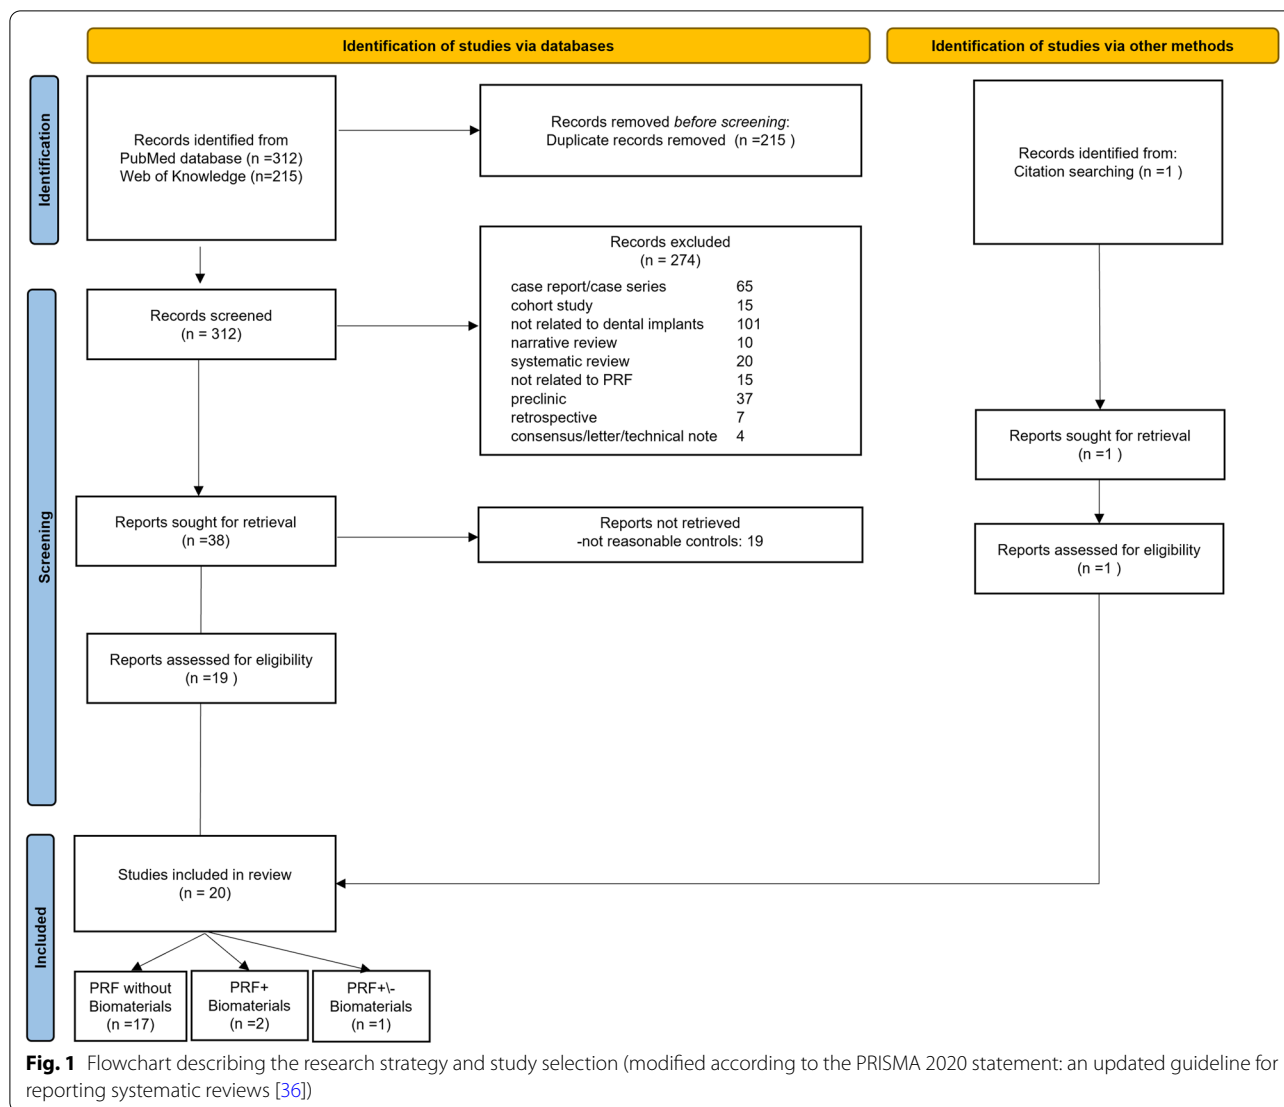 Identification of studies via databases
Identification of studies via other methods
Identification
Records identified from
PubMed database (n =312)
Web of Knowledge (n=215)
Records removed before screening:
Duplicate records removed (n =215 )
Records identified from:
Citation searching (n =1 )
Records excluded
(n = 274)
case report/case series 65
cohort study 15
not related to dental implants 101
narrative review 10
systematic review 20
not related to PRF 15
preclinic 37
retrospective 7
consensus/letter/technical note 4
Screening
Records screened
(n = 312)
Reports sought for retrieval
(n =38)
Reports not retrieved
-not reasonable controls: 19
Reports sought for retrieval
(n =1 )
Reports assessed for eligibility
(n =1 )
Reports assessed for eligibility
(n =19 )
Included
Studies included in review
(n = 20)
PRF without
Biomaterials
(n =17)
PRF+
Biomaterials
(n =2)
PRF+\-
Biomaterials
(n =1)
Fig. 1 Flowchart describing the research strategy and study selection (modified according to the PRISMA 2020 statement: an updated guideline for
reporting systematic reviews [36])